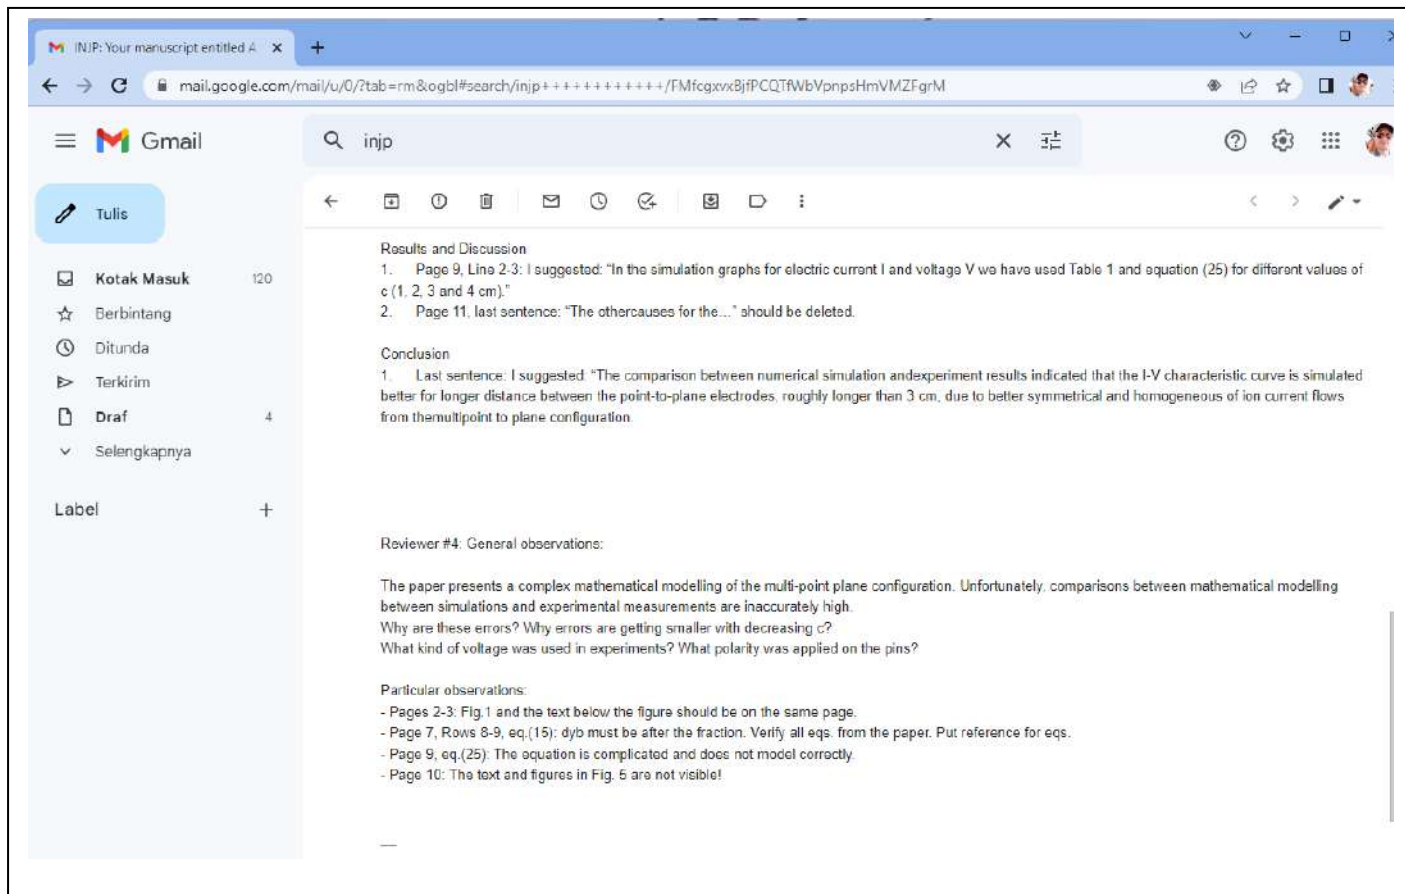 INJP: Your manuscript entitled A
mail.google.com/mail/u/0/?tab=rm&ogbl#search/injp+++++++++++++/FMfcgxvxBjfPCQTfWbVpnpsHmVMZFgrM
Gmail
injp
Tulis
Kotak Masuk 120
Berbintang
Ditunda
Terkirim
Draf 4
Selengkapnya
Label
Results and Discussion
1. Page 9, Line 2-3: I suggested: “In the simulation graphs for electric current I and voltage V we have used Table 1 and equation (25) for different values of
c (1, 2, 3 and 4 cm).”
2. Page 11, last sentence: “The othercauses for the…” should be deleted.
Conclusion
1. Last sentence: I suggested: “The comparison between numerical simulation andexperiment results indicated that the I-V characteristic curve is simulated
better for longer distance between the point-to-plane electrodes, roughly longer than 3 cm, due to better symmetrical and homogeneous of ion current flows
from themultipoint to plane configuration.
Reviewer #4: General observations:
The paper presents a complex mathematical modelling of the multi-point plane configuration. Unfortunately, comparisons between mathematical modelling
between simulations and experimental measurements are inaccurately high.
Why are these errors? Why errors are getting smaller with decreasing c?
What kind of voltage was used in experiments? What polarity was applied on the pins?
Particular observations:
- Pages 2-3: Fig.1 and the text below the figure should be on the same page.
- Page 7, Rows 8-9, eq.(15): dyb must be after the fraction. Verify all eqs. from the paper. Put reference for eqs.
- Page 9, eq.(25): The equation is complicated and does not model correctly.
- Page 10: The text and figures in Fig. 5 are not visible!